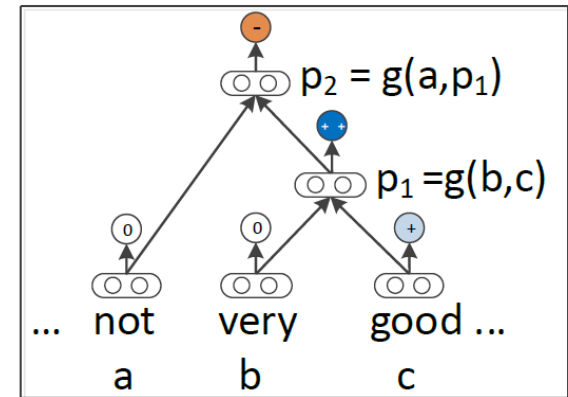 -
p₂ = g(a,p₁)
+ +
p₁ =g(b,c)
0 0 +
... not very good ...
a b c